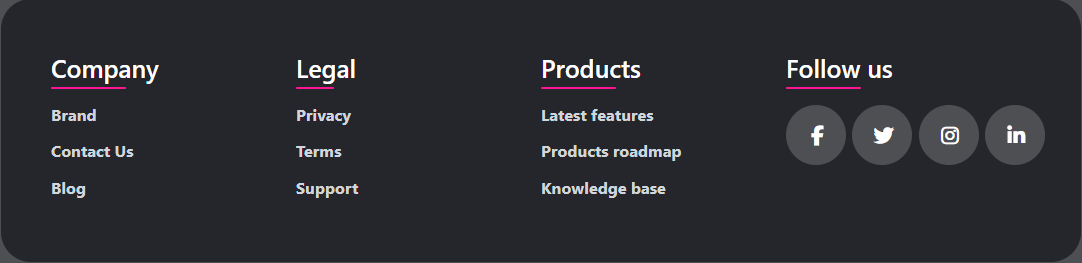 Company
Brand
Contact Us
Blog
Legal
Privacy
Terms
Support
Products
Latest features
Products roadmap
Knowledge base
Follow us